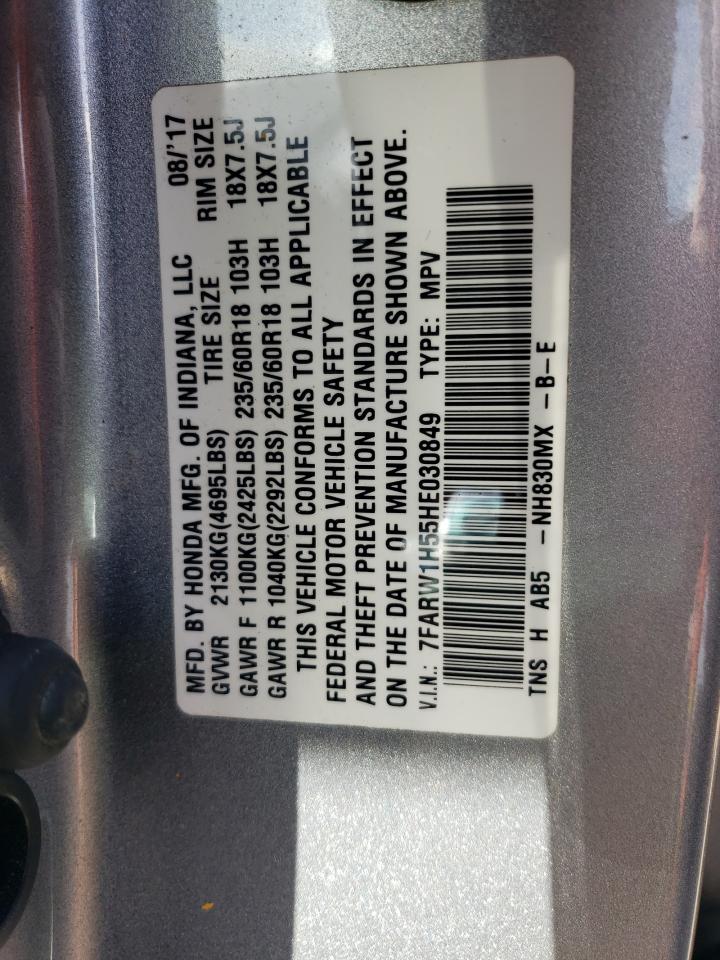 MFD. BY HONDA MFG. OF INDIANA, LLC 08/'17
GVWR 2130KG(4695LBS) TIRE SIZE RIM SIZE
GAWR F 1100KG(2425LBS) 235/60R18 103H 18X7.5J
GAWR R 1040KG(2292LBS) 235/60R18 103H 18X7.5J
THIS VEHICLE CONFORMS TO ALL APPLICABLE
FEDERAL MOTOR VEHICLE SAFETY
AND THEFT PREVENTION STANDARDS IN EFFECT
ON THE DATE OF MANUFACTURE SHOWN ABOVE.
V.I.N.: 7FARW1H55HE030849 TYPE: MPV
TNS H AB5 -NH830MX -B-E